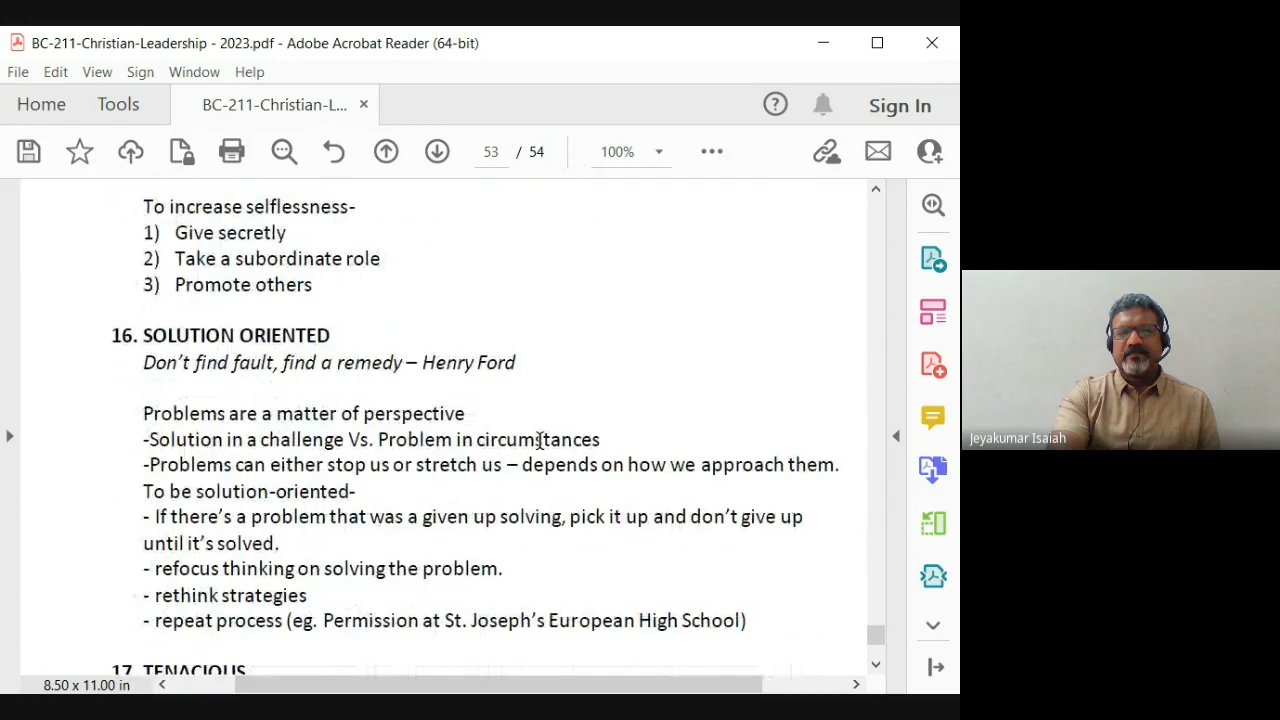 BC-211-Christian-Leadership - 2023.pdf - Adobe Acrobat Reader (64-bit)
File Edit View Sign Window Help
Home Tools BC-211-Christian-L... × Sign In
53 / 54 100%
To increase selflessness-
1) Give secretly
2) Take a subordinate role
3) Promote others
16. SOLUTION ORIENTED
Don't find fault, find a remedy – Henry Ford
Problems are a matter of perspective
-Solution in a challenge Vs. Problem in circumstances
-Problems can either stop us or stretch us – depends on how we approach them.
To be solution-oriented-
- If there's a problem that was a given up solving, pick it up and don't give up
until it's solved.
- refocus thinking on solving the problem.
- rethink strategies
- repeat process (eg. Permission at St. Joseph's European High School)
17. TENACIOUS
8.50 x 11.00 in
Jeyakumar Isaiah